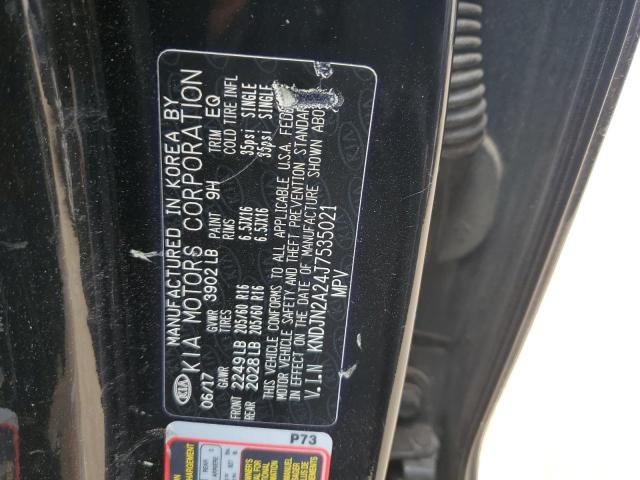 MANUFACTURED IN KOREA BY
KIA KIA MOTORS CORPORATION
06/17 GVWR 3902LB PAINT 9H TRIM EQ
GAWR TIRES RIMS COLD TIRE INFL
FRONT 2249LB 205/60 R16 6.5JX16 35psi SINGLE
REAR 2028LB 205/60 R16 6.5JX16 35psi SINGLE
THIS VEHICLE CONFORMS TO ALL APPLICABLE U.S.A. FEDE
MOTOR VEHICLE SAFETY AND THEFT PREVENTION STANDAR
IN EFFECT ON THE DATE OF MANUFACTURE SHOWN ABO
V.I.N KNDJN2A24J7535021
MPV
P73